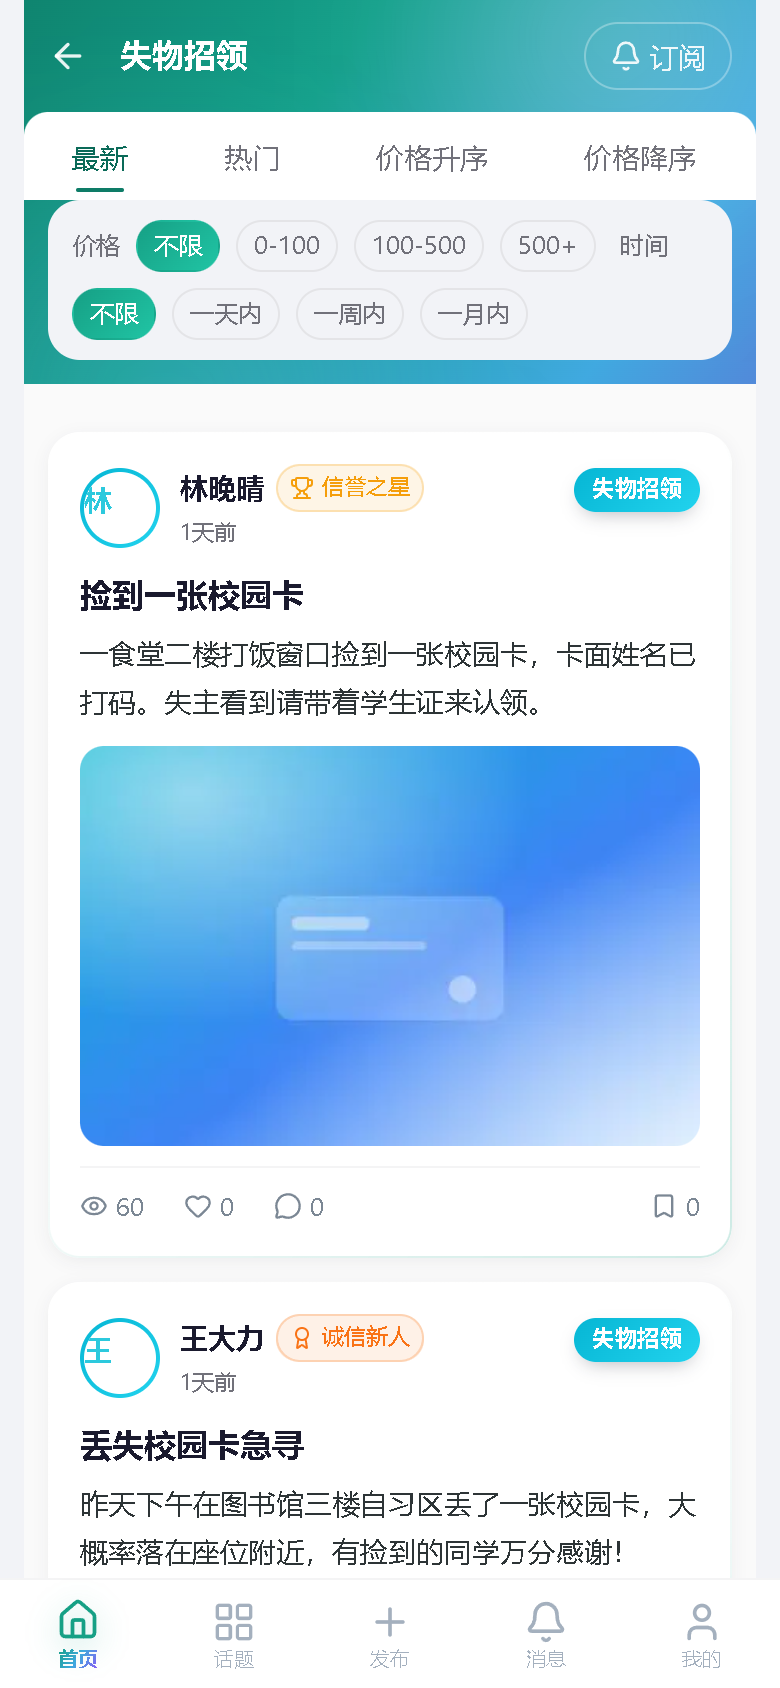 失物招领
订阅
最新 热门 价格升序 价格降序
价格 不限 0-100 100-500 500+ 时间
不限 一天内 一周内 一月内
林
林晚晴 信誉之星 失物招领
1天前
捡到一张校园卡
一食堂二楼打饭窗口捡到一张校园卡，卡面姓名已
打码。失主看到请带着学生证来认领。
60 0 0 0
王
王大力 诚信新人 失物招领
1天前
丢失校园卡急寻
昨天下午在图书馆三楼自习区丢了一张校园卡，大
概率落在座位附近，有捡到的同学万分感谢！
首页 话题 发布 消息 我的